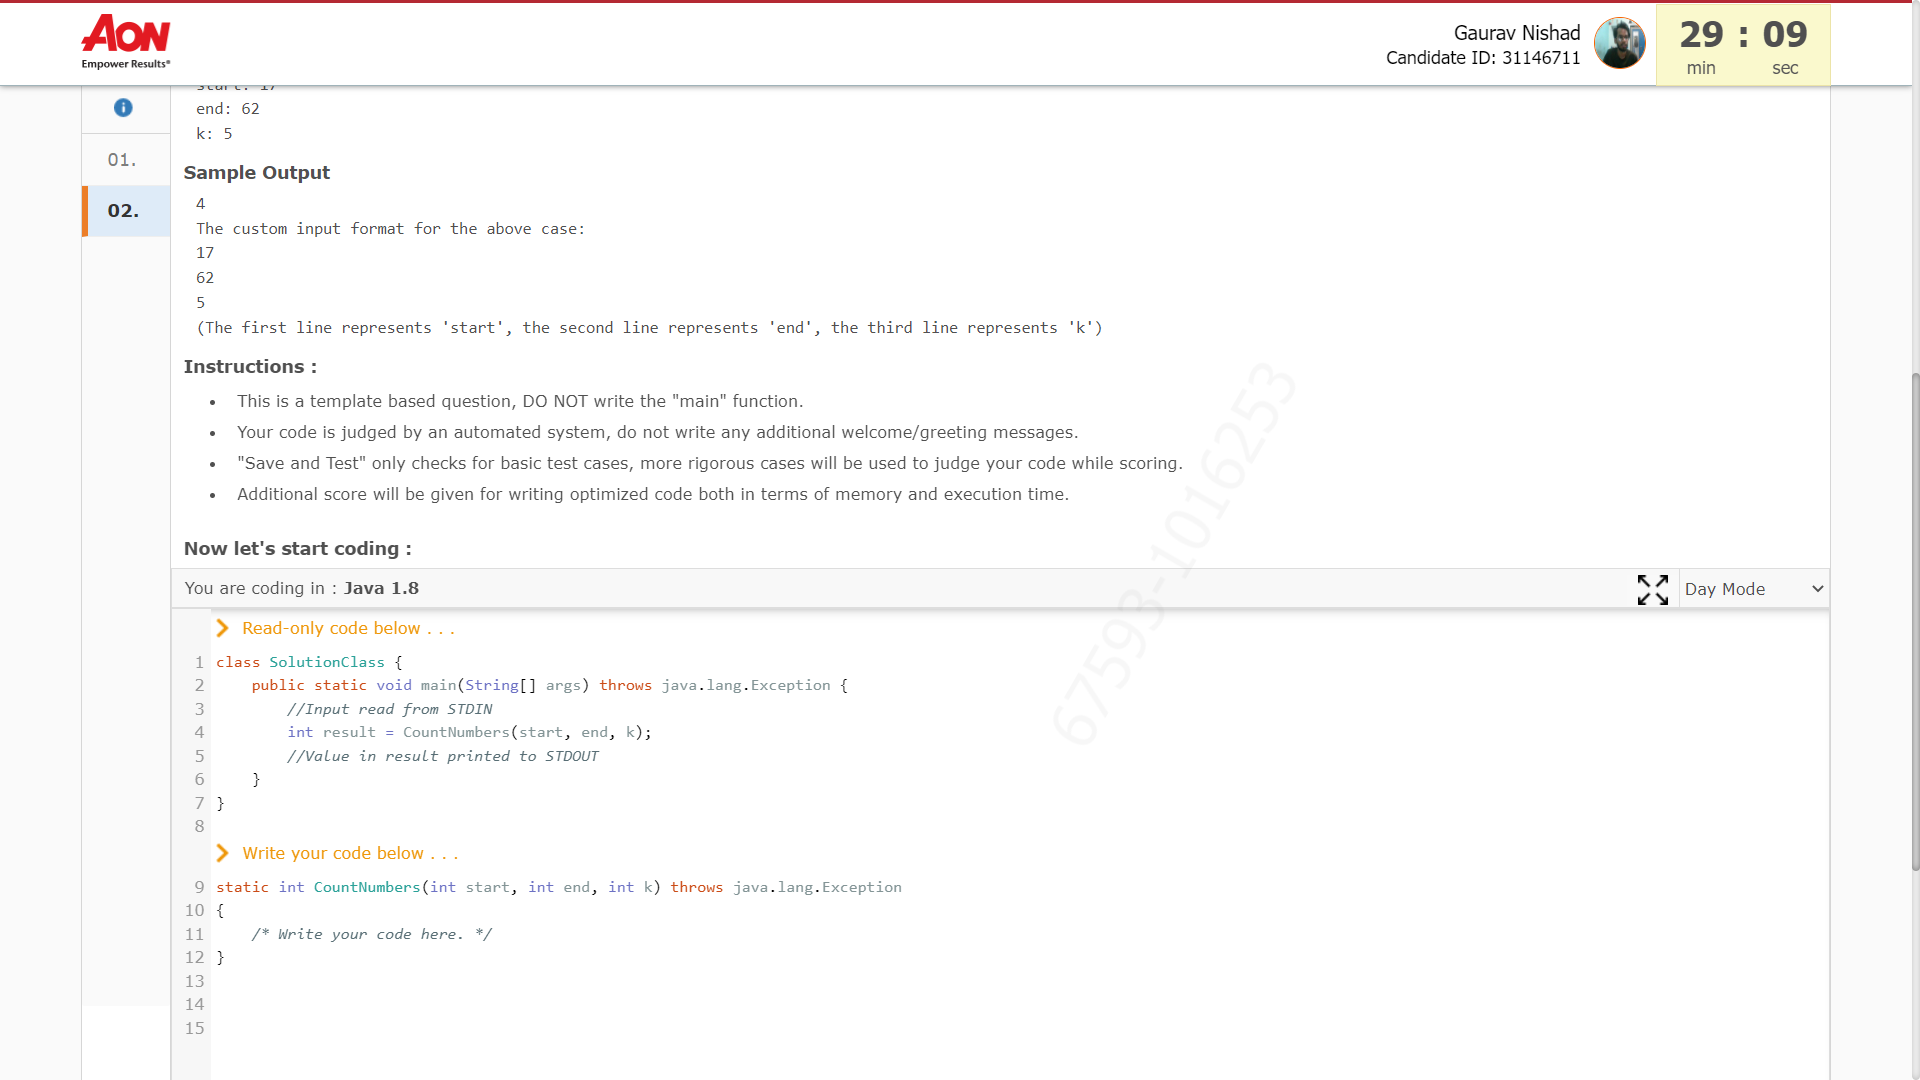 AON
Empower Results®
Gaurav Nishad
Candidate ID: 31146711
29 : 09
min sec
start: 17
end: 62
k: 5
01.
02.
Sample Output
4
The custom input format for the above case:
17
62
5
(The first line represents 'start', the second line represents 'end', the third line represents 'k')
Instructions :
• This is a template based question, DO NOT write the "main" function.
• Your code is judged by an automated system, do not write any additional welcome/greeting messages.
• "Save and Test" only checks for basic test cases, more rigorous cases will be used to judge your code while scoring.
• Additional score will be given for writing optimized code both in terms of memory and execution time.
67593-1016253
Now let's start coding :
You are coding in : Java 1.8
Day Mode
Read-only code below . . .
1 class SolutionClass {
2     public static void main(String[] args) throws java.lang.Exception {
3         //Input read from STDIN
4         int result = CountNumbers(start, end, k);
5         //Value in result printed to STDOUT
6     }
7 }
8
Write your code below . . .
9 static int CountNumbers(int start, int end, int k) throws java.lang.Exception
10 {
11     /* Write your code here. */
12 }
13
14
15